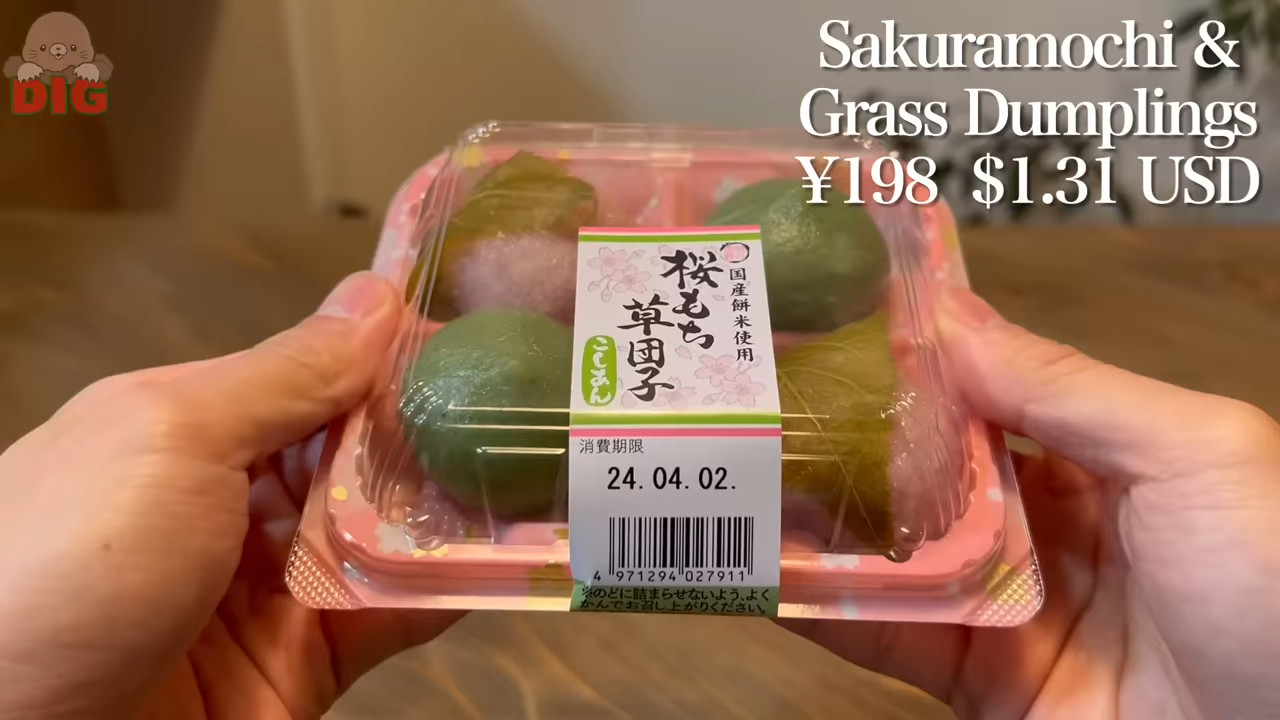 DIG
Sakuramochi &
Grass Dumplings
¥198 $1.31 USD
国産餅米使用
桜もち
草団子
こしあん
消費期限
24.04.02.
4 971294 027911
※のどに詰まらせないよう、よく
かんでお召し上がりください。